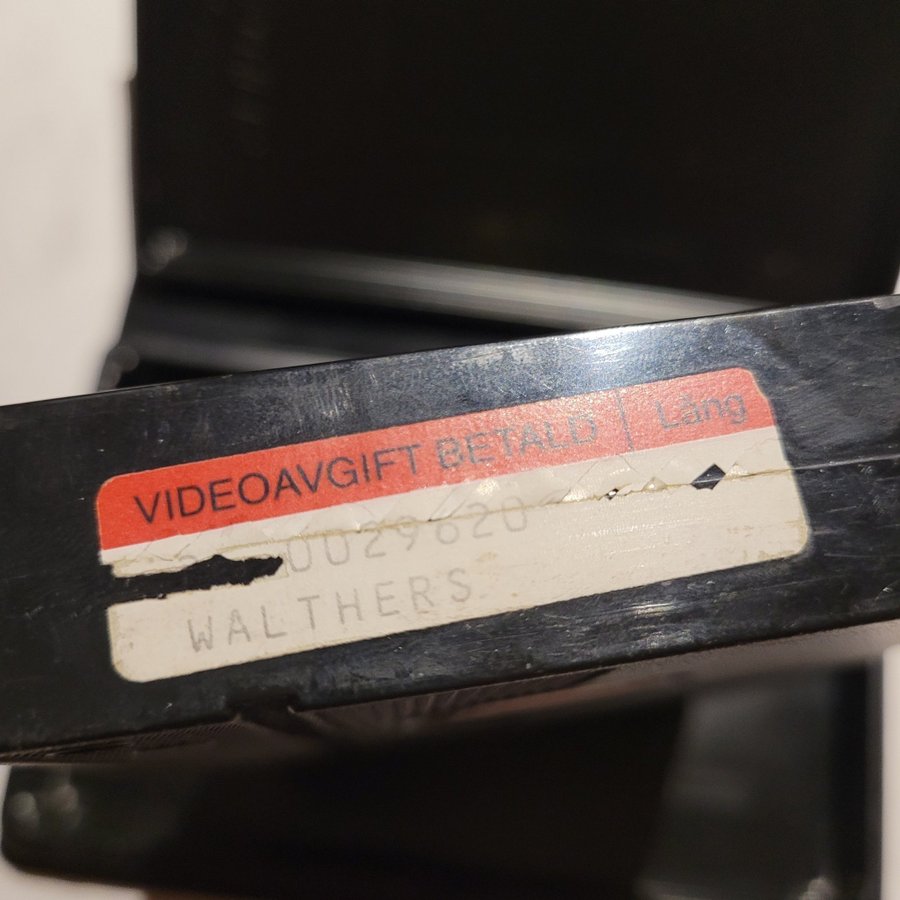 VIDEOAVGIFT BETALD | Lång
0029620
WALTHERS